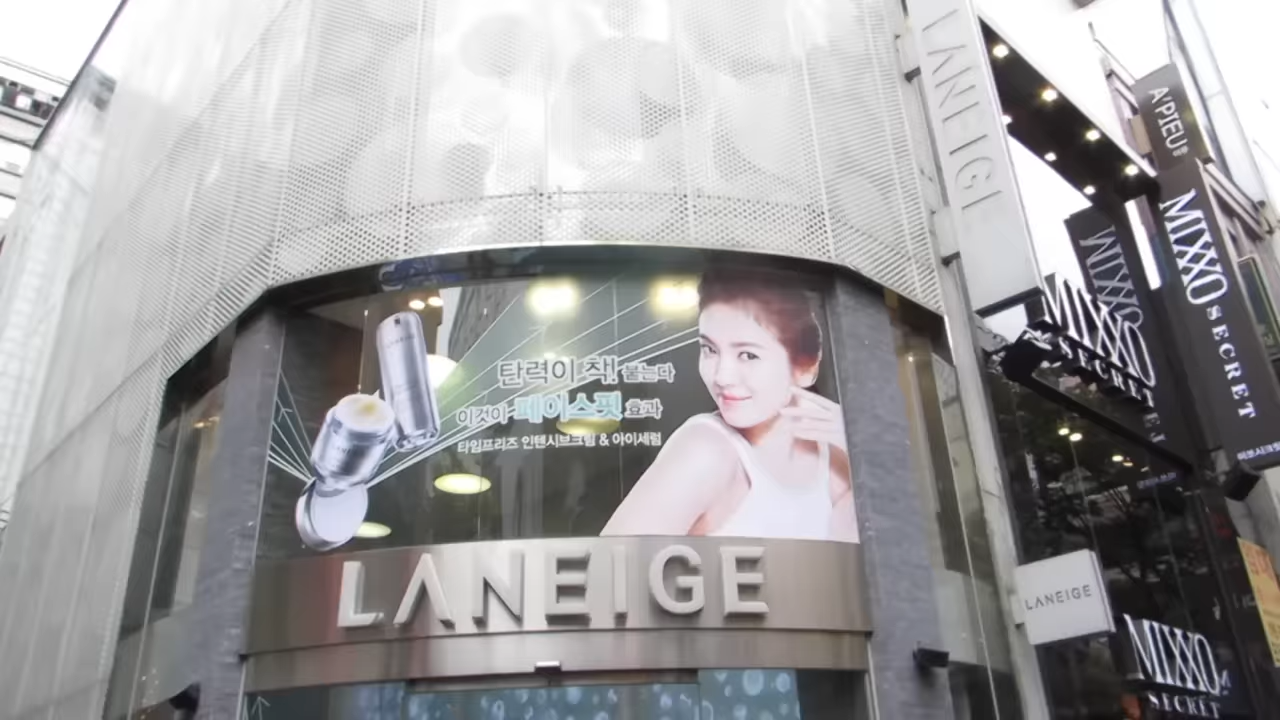 탄력이 착! 붙는다
이것이 페이스핏 효과
타임프리즈 인텐시브크림 & 아이세럼
LANEIGE
LANEIGE
LANEIGE
A'PIEU
MIXXO SECRET
MIXXO
MIXXO
SECRET
MIXXO
SECRET